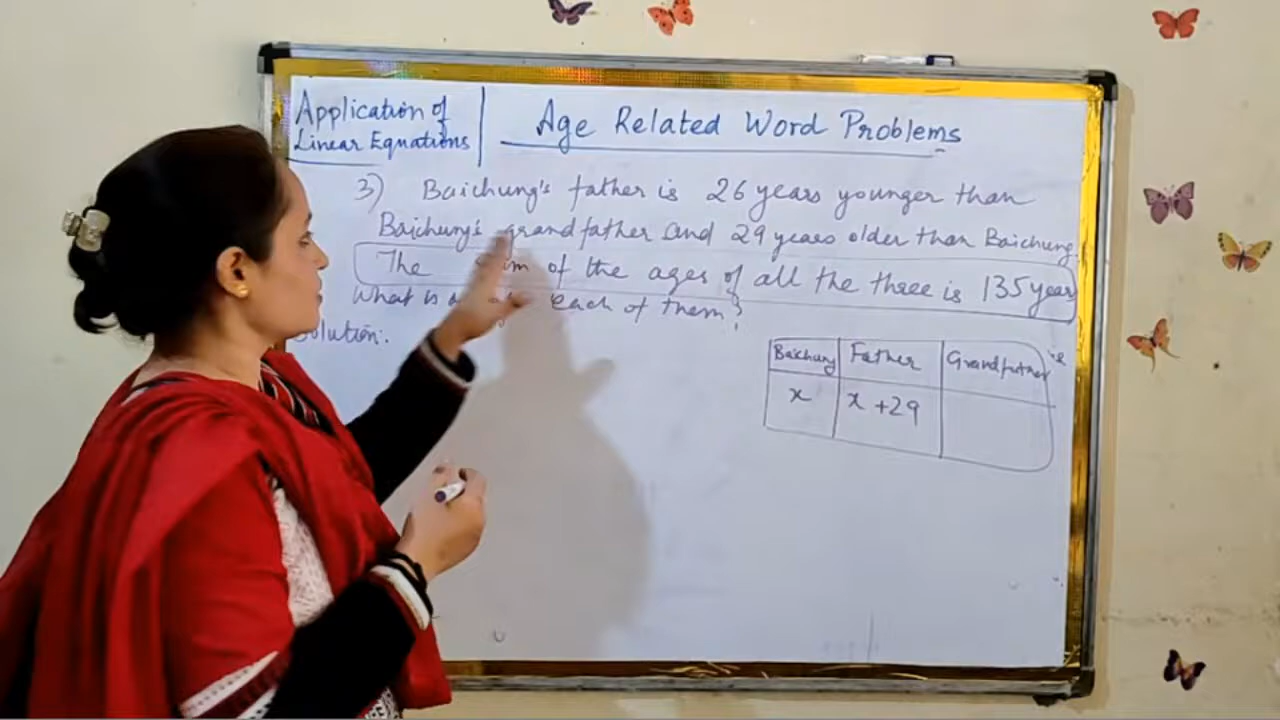 Application of
Linear Equations
Age Related Word Problems
3) Baichung's father is 26 years younger than
Baichung's grandfather and 29 years older than Baichung.
The of the ages of all the three is 135 year
What is each of them?
Solution:
Baichung Father Grandfather
x x +29